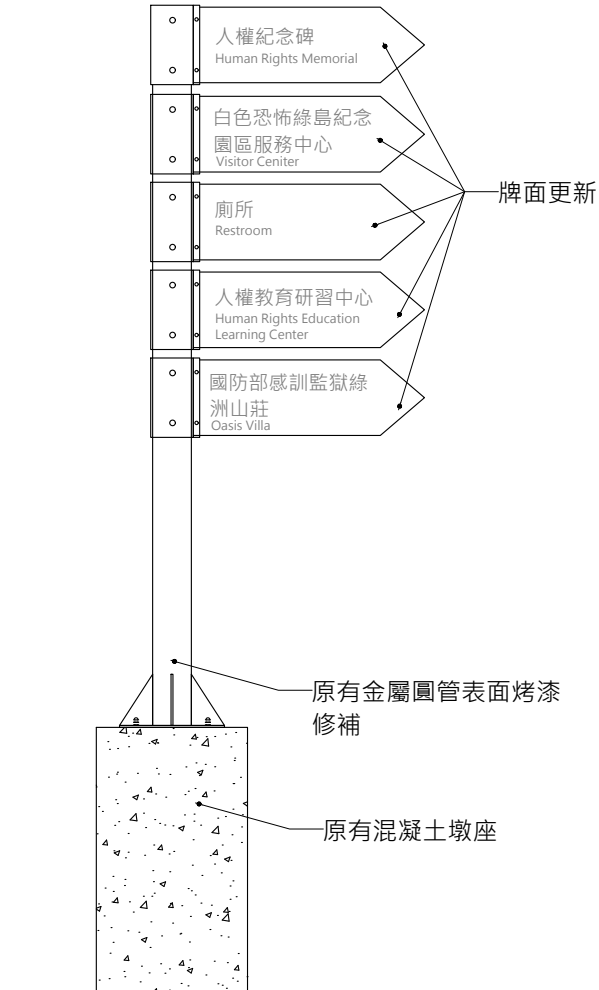 人權紀念碑
Human Rights Memorial
白色恐怖綠島紀念
園區服務中心
Visitor Ceniter
廁所
Restroom
人權教育研習中心
Human Rights Education
Learning Center
國防部感訓監獄綠
洲山莊
Oasis Villa
牌面更新
原有金屬圓管表面烤漆
修補
原有混凝土墩座